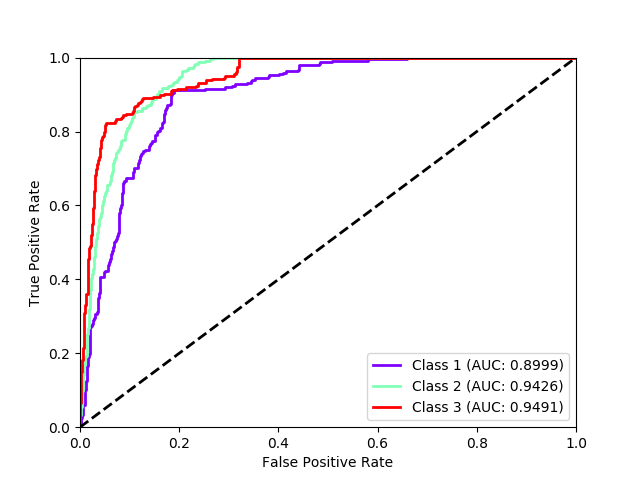 1.0
0.8
0.6
0.4
0.2
0.0
True Positive Rate
Class 1 (AUC: 0.8999)
Class 2 (AUC: 0.9426)
Class 3 (AUC: 0.9491)
0.0 0.2 0.4 0.6 0.8 1.0
False Positive Rate